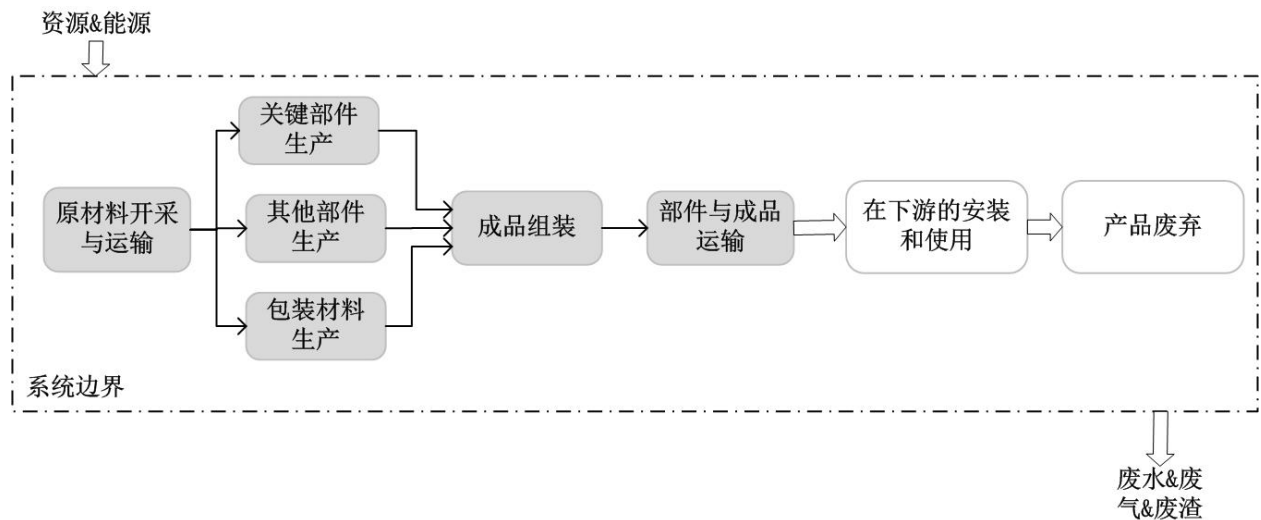 资源&能源
关键部件
生产
原材料开采
与运输
其他部件
生产
包装材料
生产
成品组装
部件与成品
运输
在下游的安装
和使用
产品废弃
系统边界
废水&废
气&废渣